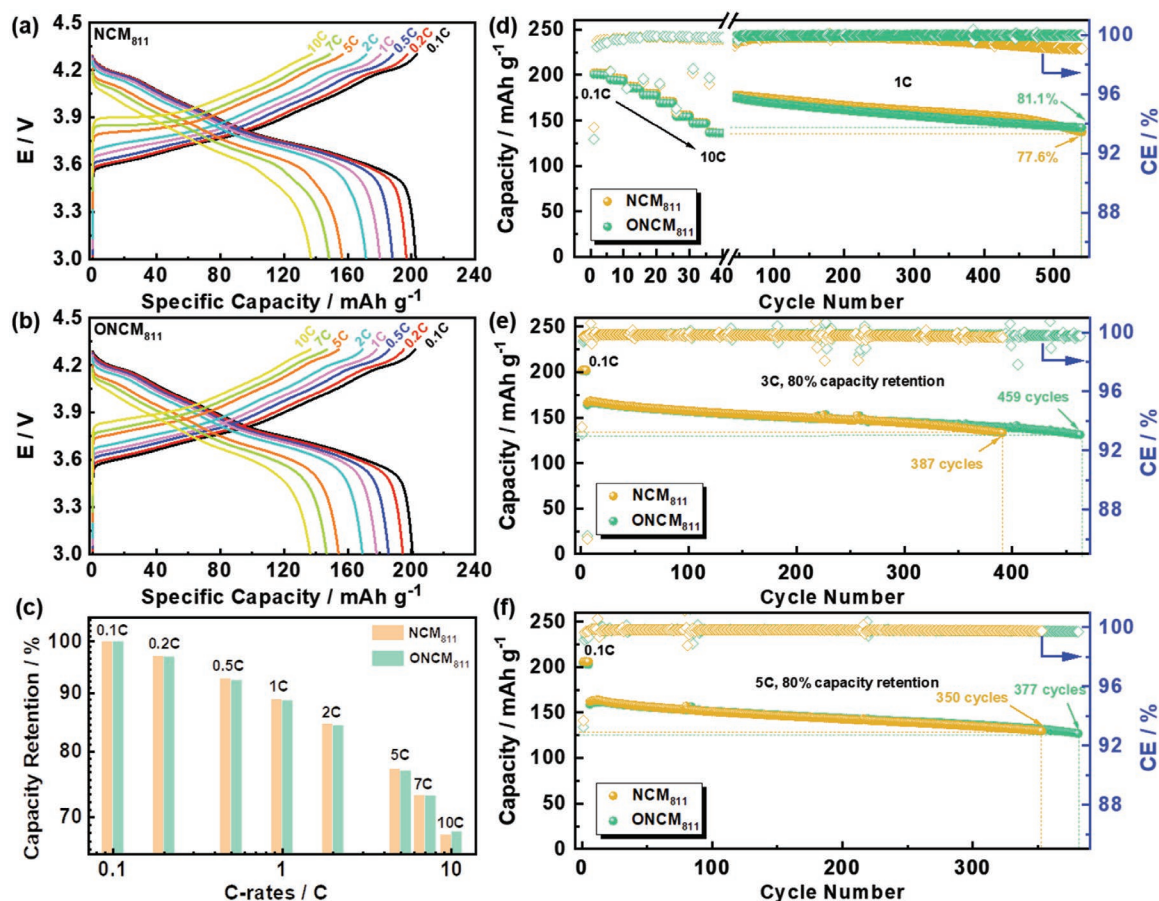 (a)
NCM811
4.5
4.2
3.9
3.6
3.3
3.0
E / V
10C
7C
5C
2C
1C
0.5C
0.2C
0.1C
0 40 80 120 160 200 240
Specific Capacity / mAh g-1
(b)
ONCM811
4.5
4.2
3.9
3.6
3.3
3.0
E / V
10C
7C
5C
2C
1C
0.5C
0.2C
0.1C
0 40 80 120 160 200 240
Specific Capacity / mAh g-1
(c)
100
90
80
70
Capacity Retention / %
0.1C
0.2C
0.5C
1C
2C
5C
7C
10C
NCM811
ONCM811
0.1 1 10
C-rates / C
(d)
250
200
150
100
50
0
Capacity / mAh g-1
0.1C
10C
1C
81.1%
77.6%
NCM811
ONCM811
100
96
94
92
88
CE / %
0 10 20 30 40 100 200 300 400 500
Cycle Number
(e)
250
200
150
100
50
0
Capacity / mAh g-1
0.1C
3C, 80% capacity retention
459 cycles
387 cycles
NCM811
ONCM811
100
96
94
92
88
CE / %
0 100 200 300 400
Cycle Number
(f)
250
200
150
100
50
0
Capacity / mAh g-1
0.1C
5C, 80% capacity retention
350 cycles
377 cycles
NCM811
ONCM811
100
96
94
92
88
CE / %
0 100 200 300
Cycle Number